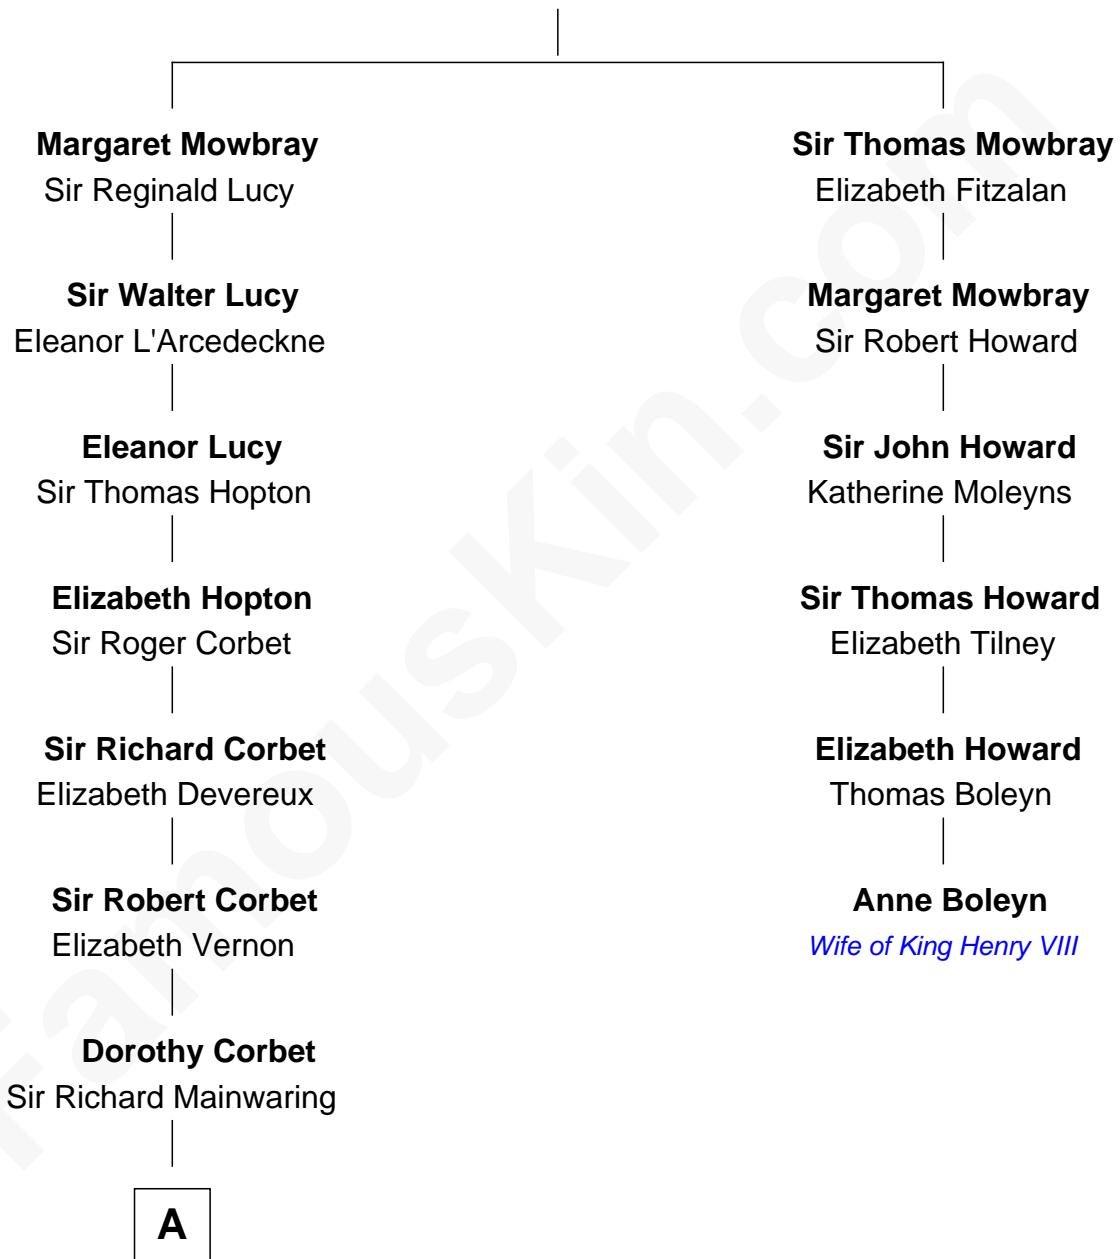 Margaret Mowbray
Sir Reginald Lucy
Sir Walter Lucy
Eleanor L'Arcedeckne
Eleanor Lucy
Sir Thomas Hopton
Elizabeth Hopton
Sir Roger Corbet
Sir Richard Corbet
Elizabeth Devereux
Sir Robert Corbet
Elizabeth Vernon
Dorothy Corbet
Sir Richard Mainwaring
A
Sir Thomas Mowbray
Elizabeth Fitzalan
Margaret Mowbray
Sir Robert Howard
Sir John Howard
Katherine Moleyns
Sir Thomas Howard
Elizabeth Tilney
Elizabeth Howard
Thomas Boleyn
Anne Boleyn
Wife of King Henry VIII
FamousKin.com